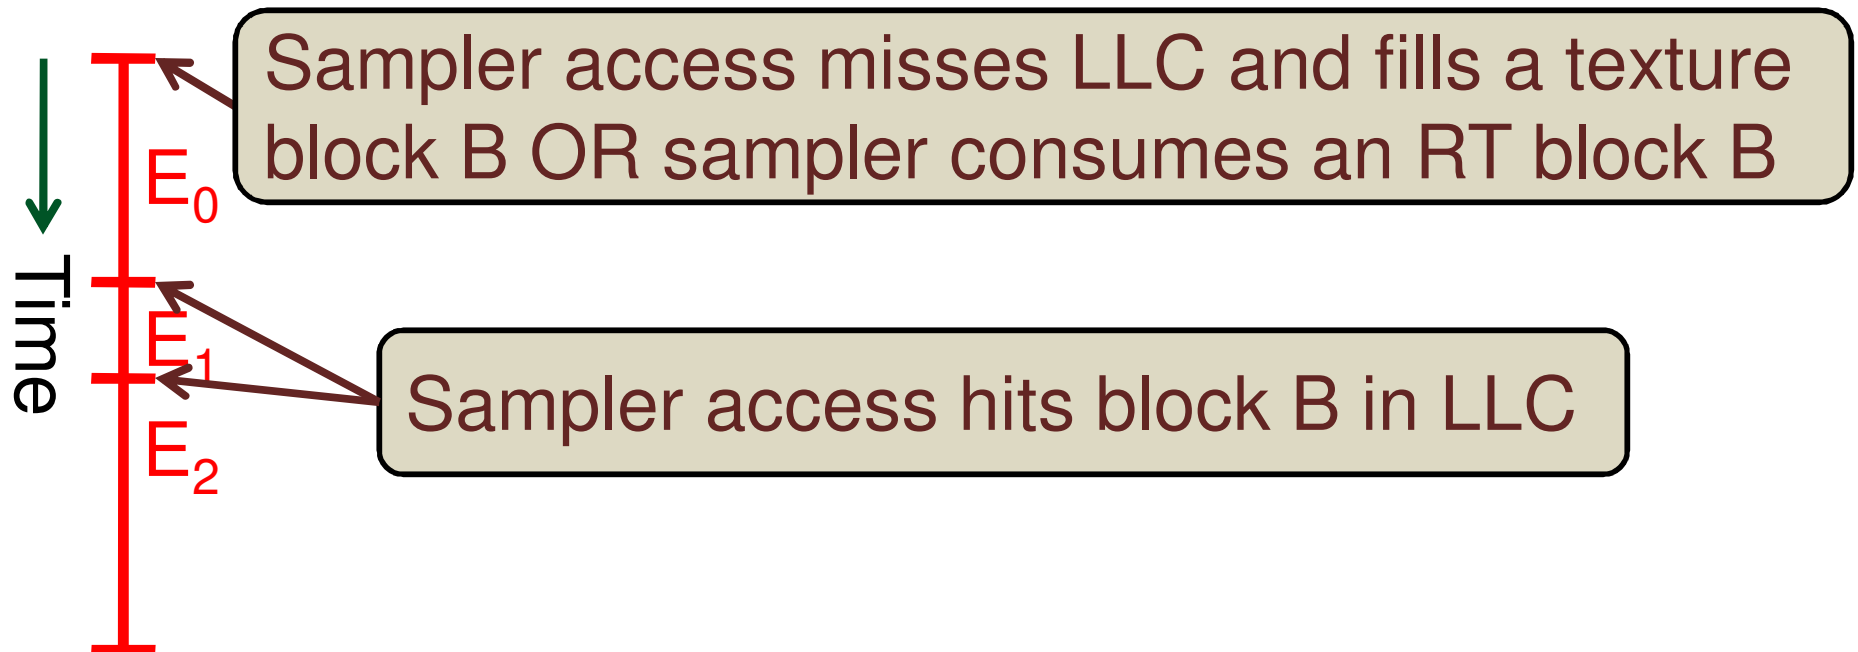 Sampler access misses LLC and fills a texture
block B OR sampler consumes an RT block B
E₀
Time
E₁
Sampler access hits block B in LLC
E₂